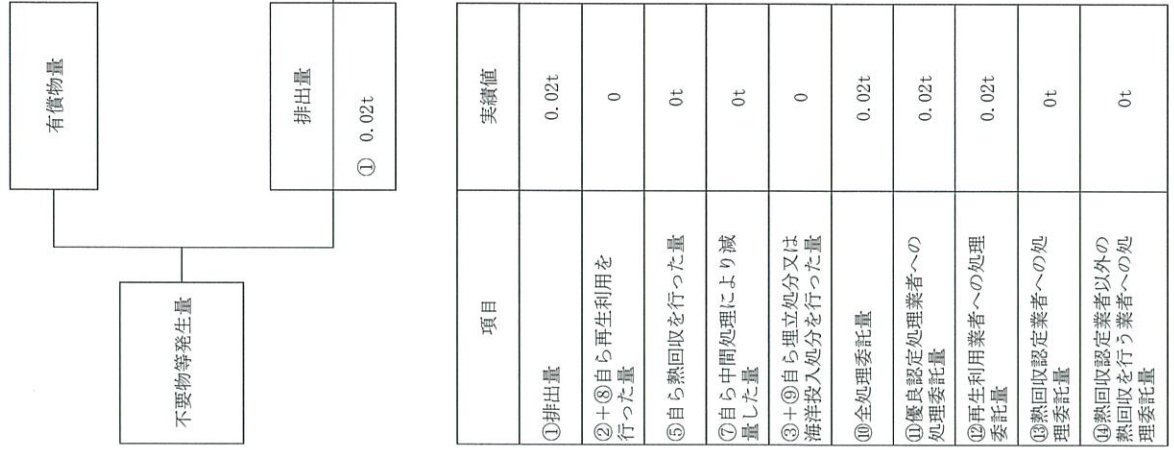 有償物量
不要物等発生量
排出量
① 0.02t
項目 実績値
①排出量 0.02t
②+⑧自ら再生利用を
行った量 0
⑤自ら熱回収を行った量 0t
⑦自ら中間処理により減
量した量 0t
③+⑨自ら埋立処分又は
海洋投入処分を行った量 0
⑩全処理委託量 0.02t
⑪優良認定処理業者への
処理委託量 0.02t
⑫再生利用業者への処理
委託量 0.02t
⑬熱回収認定業者への処
理委託量 0t
⑭熱回収認定業者以外の
熱回収を行う業者への処
理委託量 0t